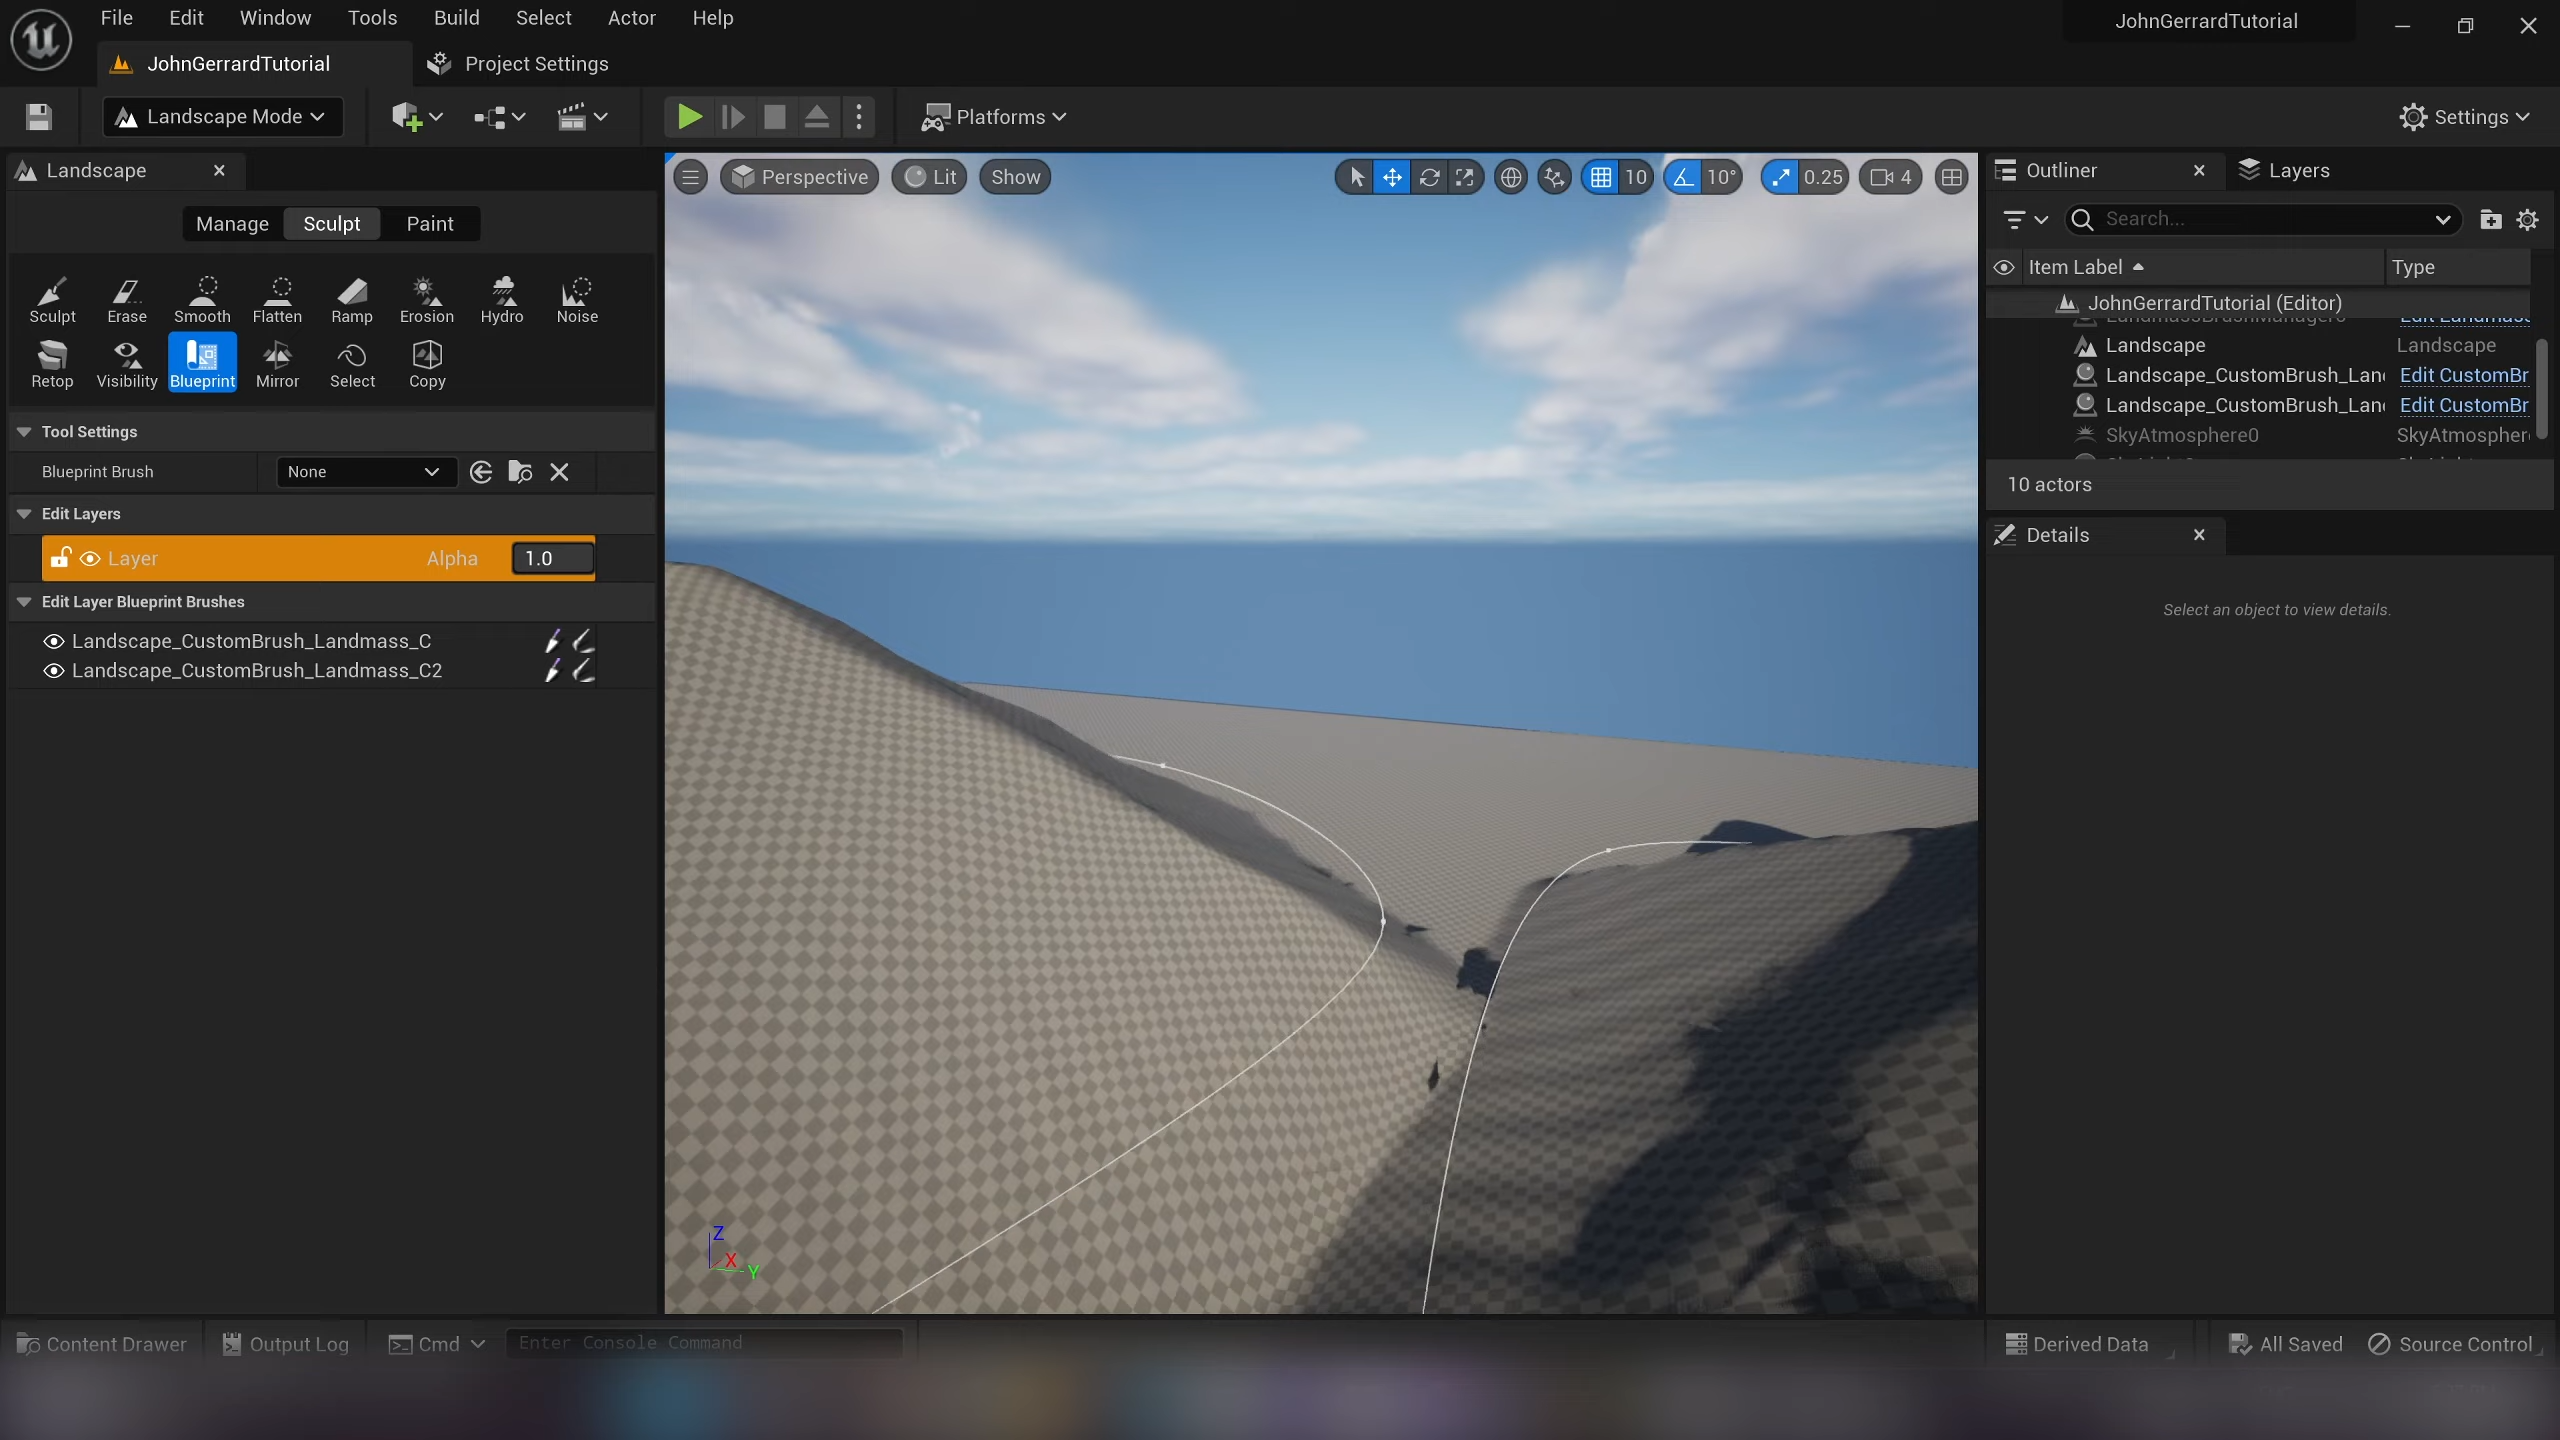 File Edit Window Tools Build Select Actor Help
JohnGerrardTutorial
JohnGerrardTutorial
Project Settings
Landscape Mode
Platforms
Settings
Landscape
Manage Sculpt Paint
Sculpt Erase Smooth Flatten Ramp Erosion Hydro Noise
Retop Visibility Blueprint Mirror Select Copy
Tool Settings
Blueprint Brush None
Edit Layers
Layer Alpha 1.0
Edit Layer Blueprint Brushes
Landscape_CustomBrush_Landmass_C
Landscape_CustomBrush_Landmass_C2
Perspective Lit Show
10 10° 0.25 4
Z
X
Y
Outliner
Layers
Search...
Item Label Type
JohnGerrardTutorial (Editor)
Landscape Landscape
Landscape_CustomBrush_Lan Edit CustomBr
Landscape_CustomBrush_Lan Edit CustomBr
SkyAtmosphere0 SkyAtmospher
10 actors
Details
Select an object to view details.
Content Drawer Output Log Cmd Enter Console Command
Derived Data All Saved Source Control